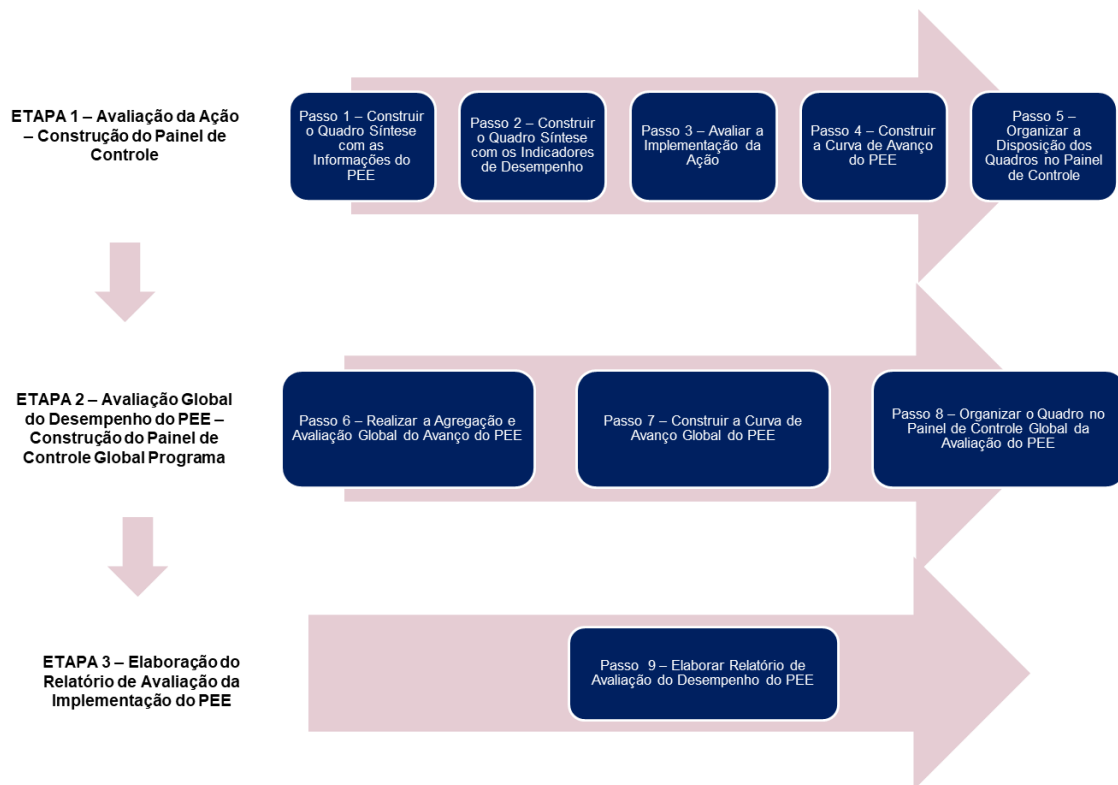 ETAPA 1 – Avaliação da Ação
– Construção do Painel de
Controle
Passo 1 – Construir
o Quadro Síntese
com as
Informações do
PEE
Passo 2 – Construir
o Quadro Síntese
com os Indicadores
de Desempenho
Passo 3 – Avaliar a
Implementação da
Ação
Passo 4 – Construir
a Curva de Avanço
do PEE
Passo 5 –
Organizar a
Disposição dos
Quadros no Painel
de Controle
ETAPA 2 – Avaliação Global
do Desempenho do PEE –
Construção do Painel de
Controle Global Programa
Passo 6 – Realizar a Agregação e
Avaliação Global do Avanço do PEE
Passo 7 – Construir a Curva de
Avanço Global do PEE
Passo 8 – Organizar o Quadro no
Painel de Controle Global da
Avaliação do PEE
ETAPA 3 – Elaboração do
Relatório de Avaliação da
Implementação do PEE
Passo 9 – Elaborar Relatório de
Avaliação do Desempenho do PEE